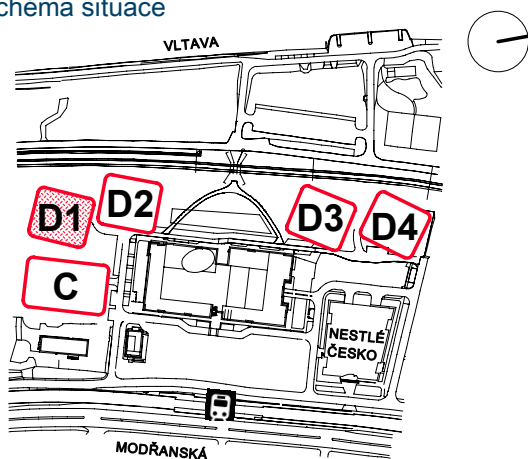 chema situace
VLTAVA
D1
D2
D3
D4
C
NESTLÉ
ČESKO
MODŘANSKÁ